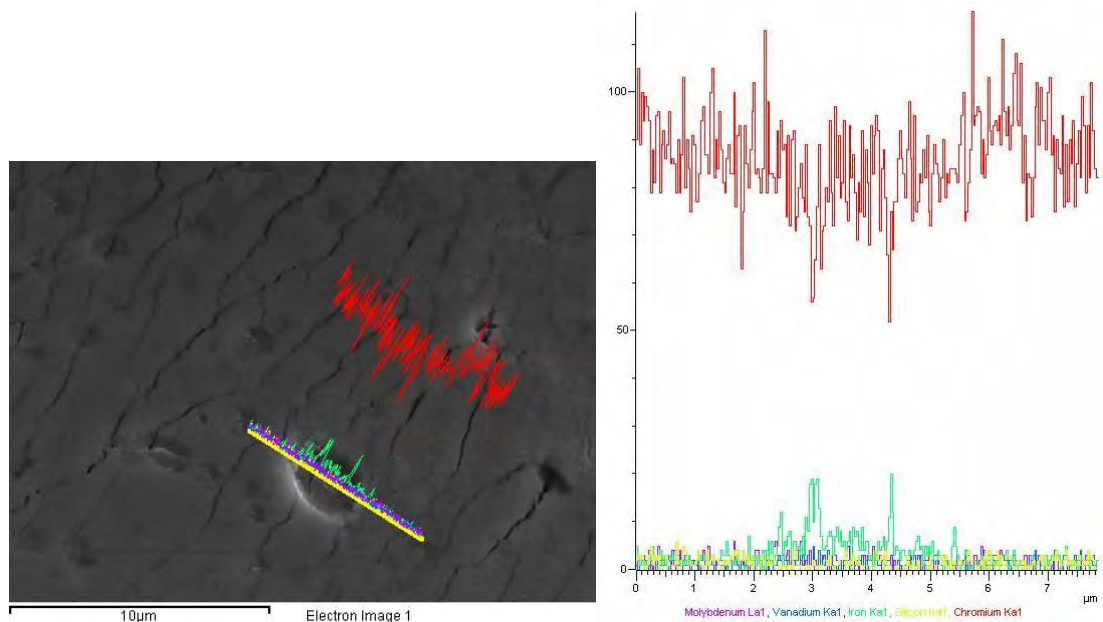 100
50
0
0 1 2 3 4 5 6 7 µm
Molybdenum La1, Vanadium Ka1, Iron Ka1, Silicon Ka1, Chromium Ka1
10µm Electron Image 1